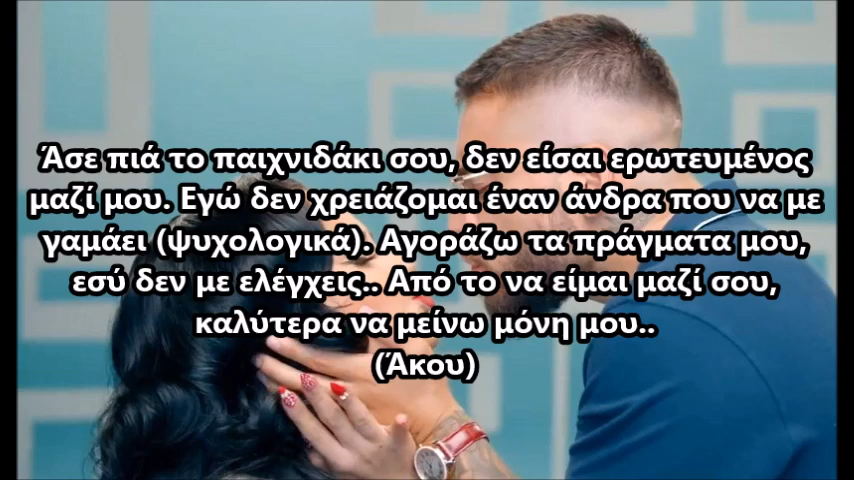 Άσε πιά το παιχνιδάκι σου, δεν είσαι ερωτευμένος
μαζί μου. Εγώ δεν χρειάζομαι έναν άνδρα που να με
γαμάει (ψυχολογικά). Αγοράζω τα πράγματα μου,
εσύ δεν με ελέγχεις.. Από το να είμαι μαζί σου,
καλύτερα να μείνω μόνη μου..
(Άκου)